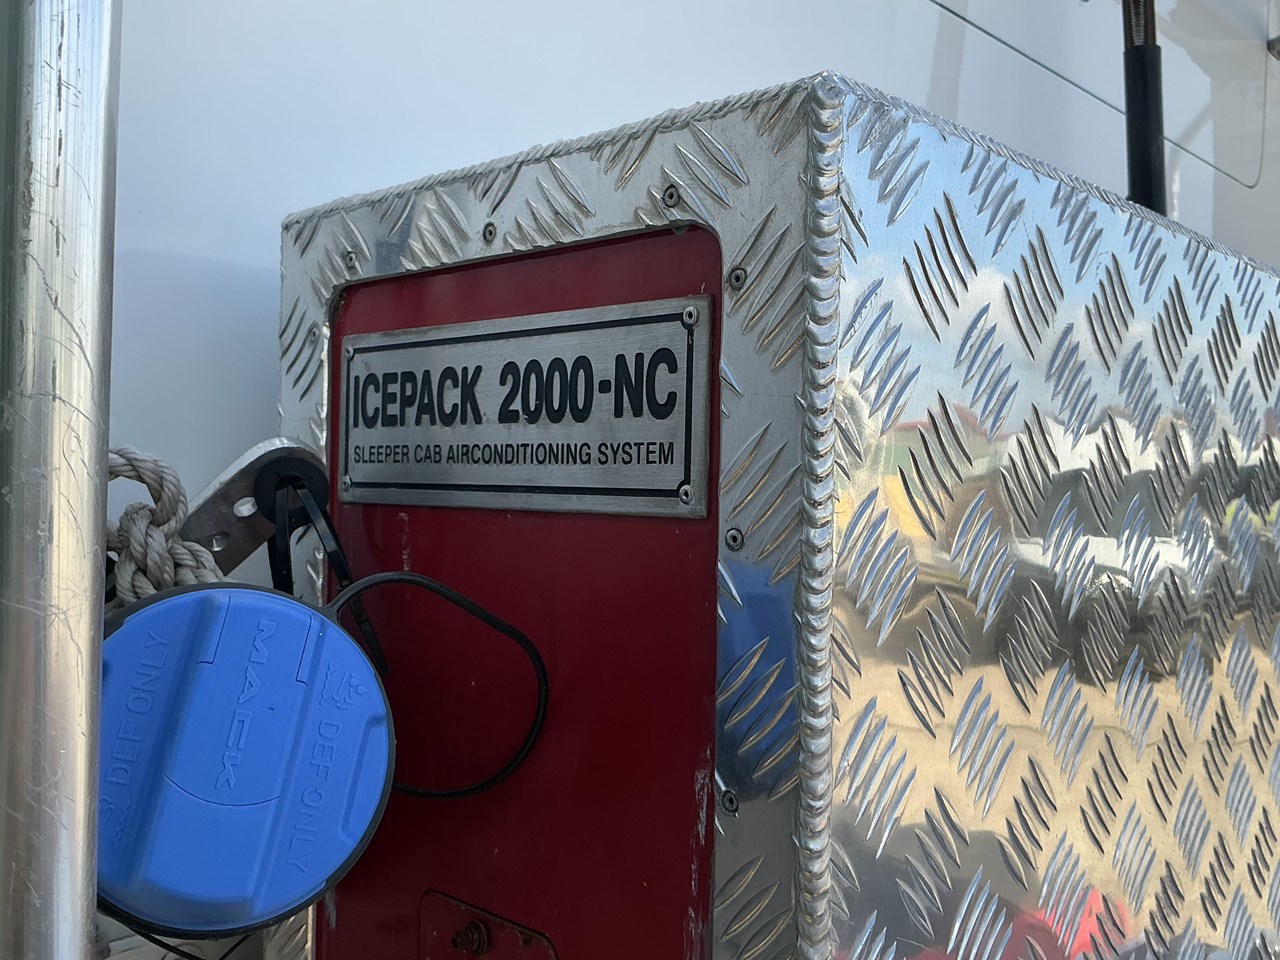 ICEPACK 2000-NC
SLEEPER CAB AIRCONDITIONING SYSTEM
DEF ONLY
MACK
DEF ONLY